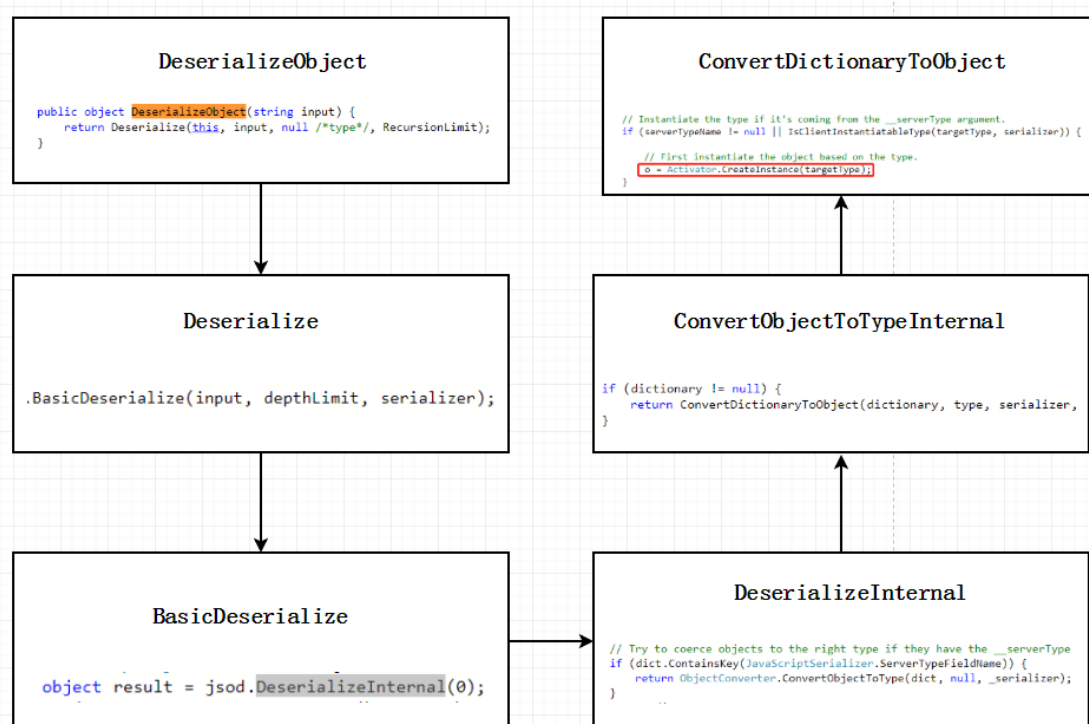 DeserializeObject
public object DeserializeObject(string input) {
return Deserialize(this, input, null /*type*/, RecursionLimit);
}
Deserialize
.BasicDeserialize(input, depthLimit, serializer);
BasicDeserialize
object result = jsod.DeserializeInternal(0);
DeserializeInternal
// Try to coerce objects to the right type if they have the __serverType
if (dict.ContainsKey(JavaScriptSerializer.ServerTypeFieldName)) {
return ObjectConverter.ConvertObjectToType(dict, null, _serializer);
}
ConvertObjectToTypeInternal
if (dictionary != null) {
return ConvertDictionaryToObject(dictionary, type, serializer,
}
ConvertDictionaryToObject
// Instantiate the type if it's coming from the __serverType argument.
if (serverTypeName != null || IsClientInstantiatableType(targetType, serializer)) {
// First instantiate the object based on the type.
o = Activator.CreateInstance(targetType);
}